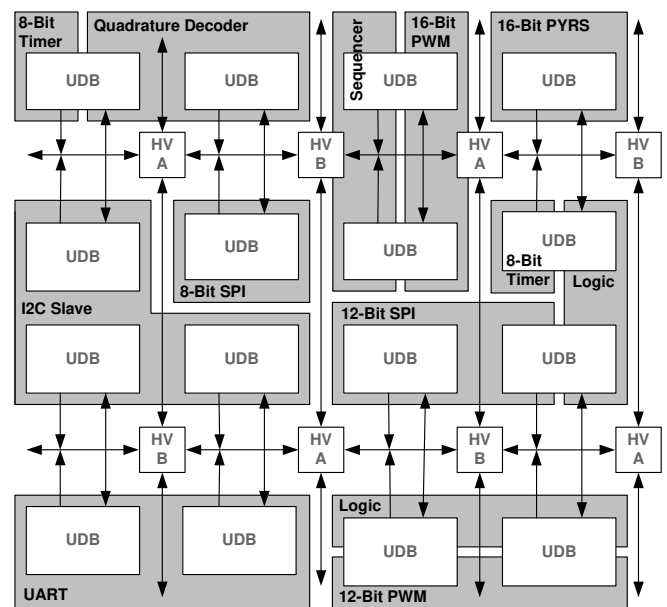 8-Bit
Timer
Quadrature Decoder
Sequencer
16-Bit
PWM
16-Bit PYRS
UDB
UDB
UDB
UDB
HV
A
HV
B
HV
A
HV
B
UDB
UDB
UDB
UDB
8-Bit SPI
8-Bit
Timer
Logic
I2C Slave
12-Bit SPI
UDB
UDB
UDB
UDB
HV
B
HV
A
HV
B
HV
A
Logic
UDB
UDB
UDB
UDB
UART
12-Bit PWM